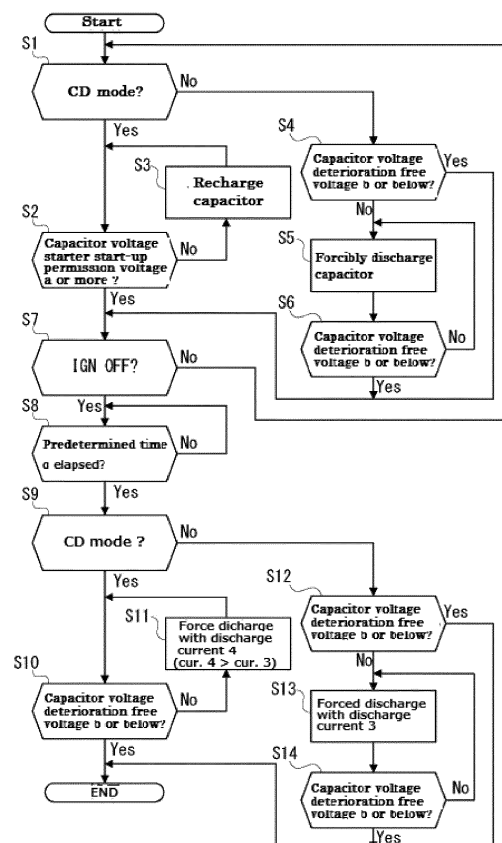 Start
S1
CD mode?
No
Yes
S3
Recharge
capacitor
S2
Capacitor voltage
starter start-up
permission voltage
a or more ?
No
Yes
S4
Capacitor voltage
deterioration free
voltage b or below?
Yes
No
S5
Forcibly discharge
capacitor
S6
Capacitor voltage
deterioration free
voltage b or below?
No
Yes
S7
IGN OFF?
No
Yes
S8
Predetermined time
α elapsed?
No
Yes
S9
CD mode ?
No
Yes
S11
Force dicharge
with discharge
current 4
(cur. 4 > cur. 3)
S10
Capacitor voltage
deterioration free
voltage b or below?
No
Yes
END
S12
Capacitor voltage
deterioration free
voltage b or below?
Yes
No
S13
Forced discharge
with discharge
current 3
S14
Capacitor voltage
deterioration free
voltage b or below?
No
Yes